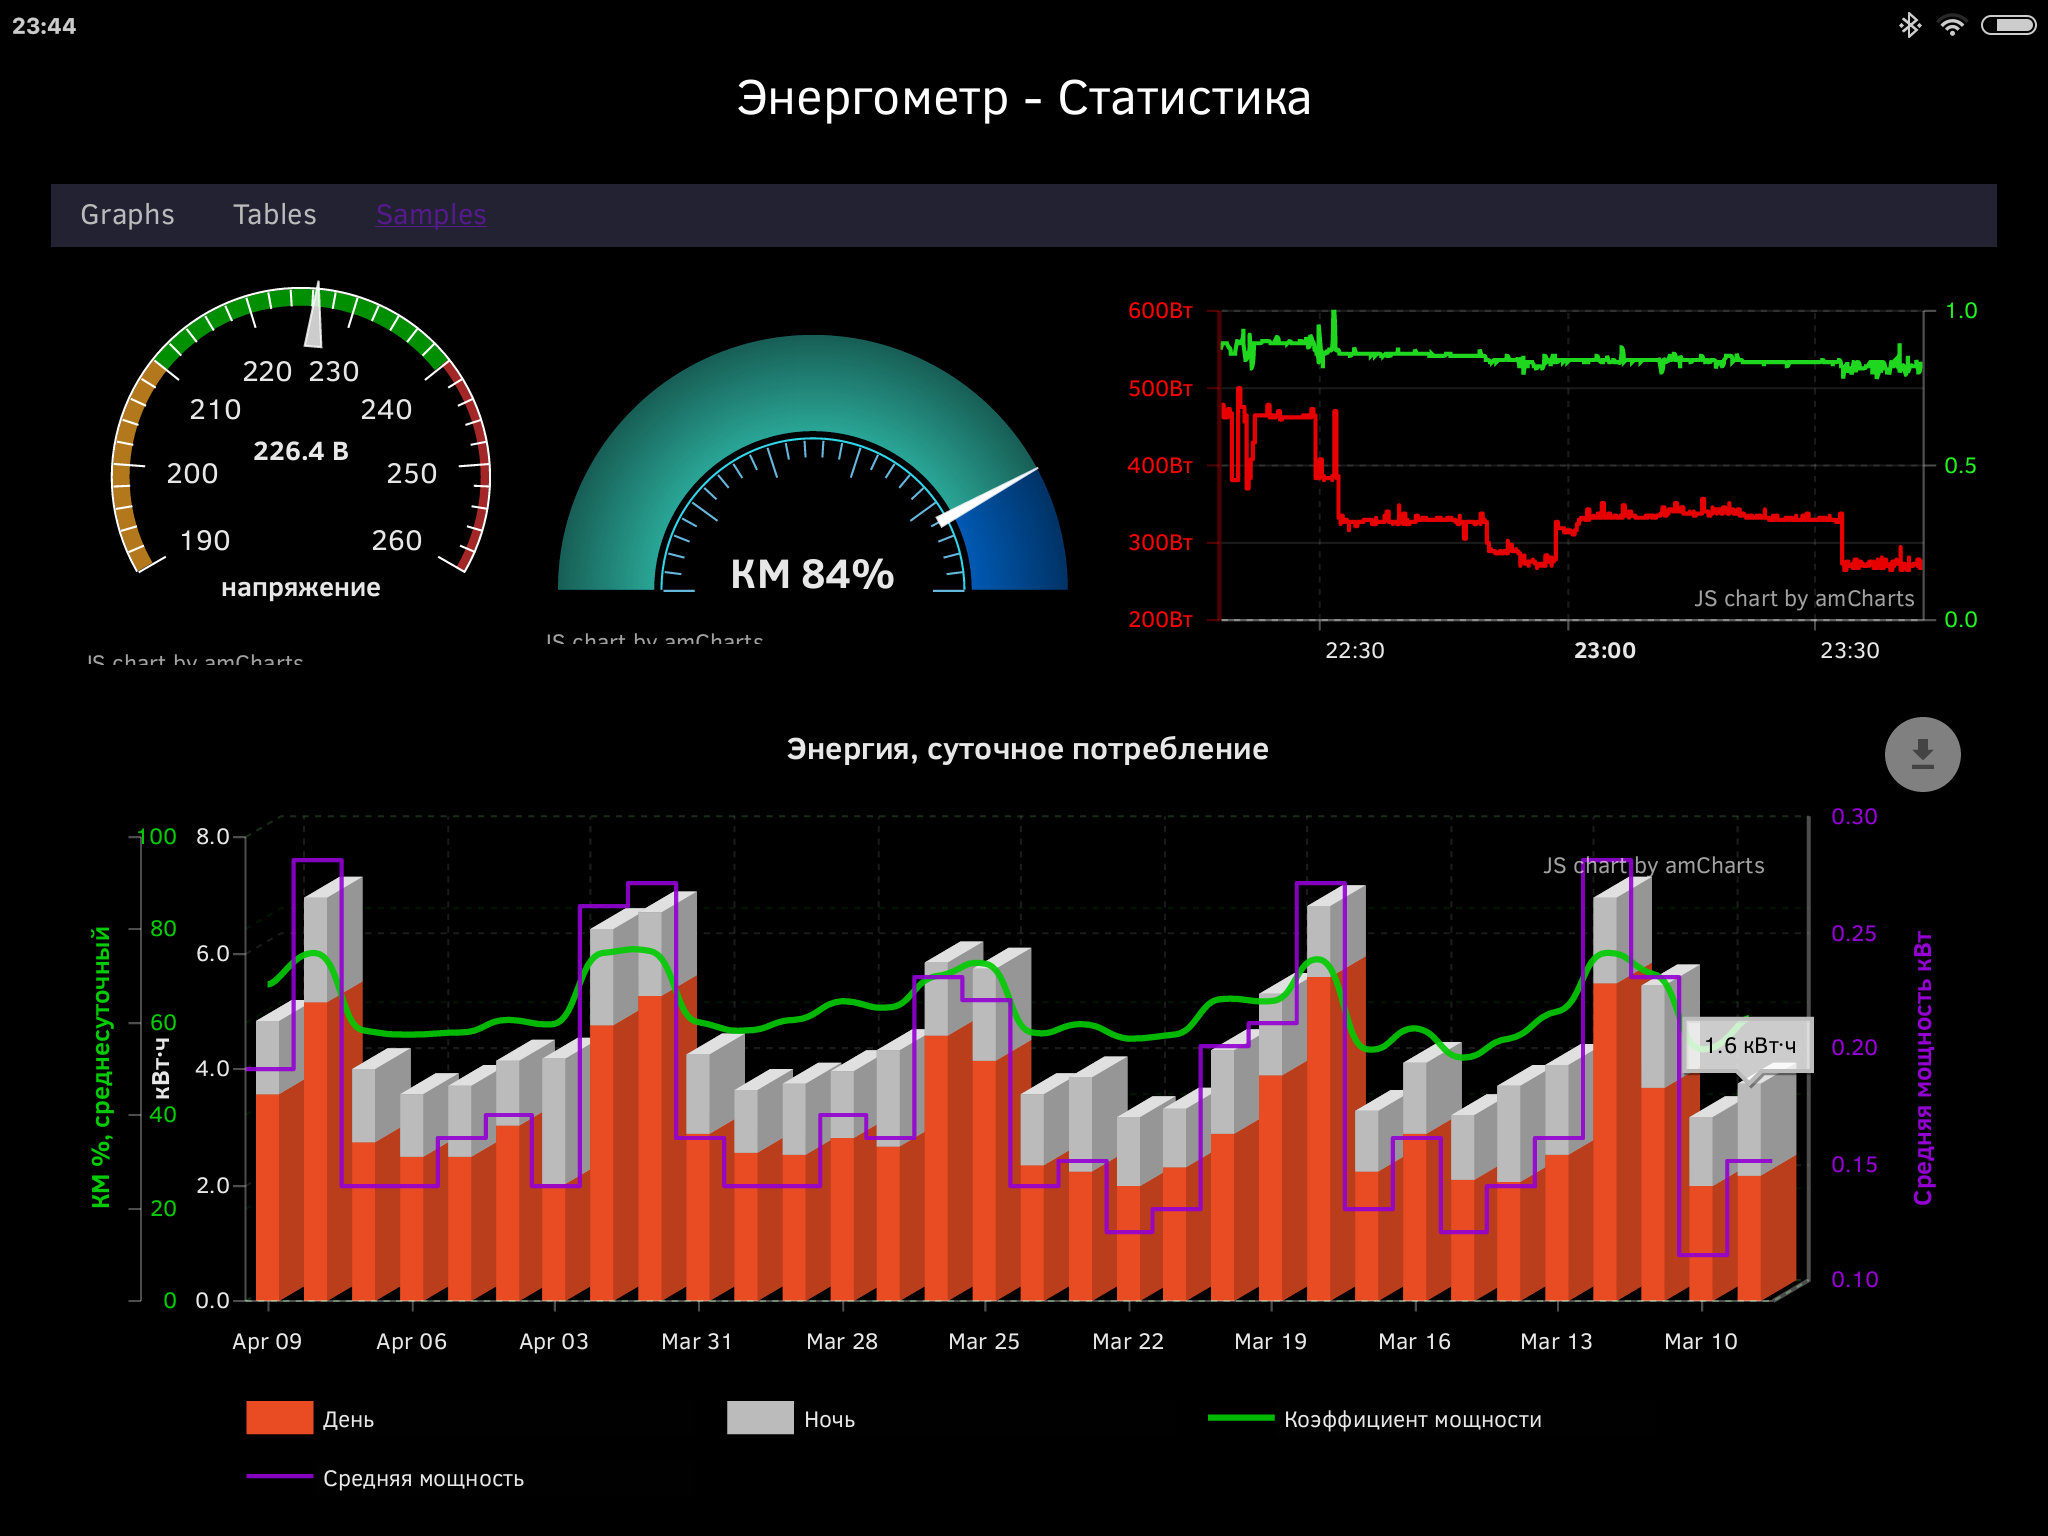 23:44
Энергометр - Статистика
Graphs Tables Samples
220 230
210 240
226.4 В
200 250
190 260
напряжение
JS chart by amCharts
КМ 84%
JS chart by amCharts
600Вт 1.0
500Вт
400Вт 0.5
300Вт
JS chart by amCharts
200Вт 0.0
22:30 23:00 23:30
Энергия, суточное потребление
100 8.0 0.30
JS chart by amCharts
80 6.0 0.25
60 4.0 0.20
1.6 кВт·ч
40 2.0 0.15
20
0 0.0 0.10
КМ %, среднесуточный
кВт·ч
Средняя мощность кВт
Apr 09 Apr 06 Apr 03 Mar 31 Mar 28 Mar 25 Mar 22 Mar 19 Mar 16 Mar 13 Mar 10
День Ночь Коэффициент мощности
Средняя мощность